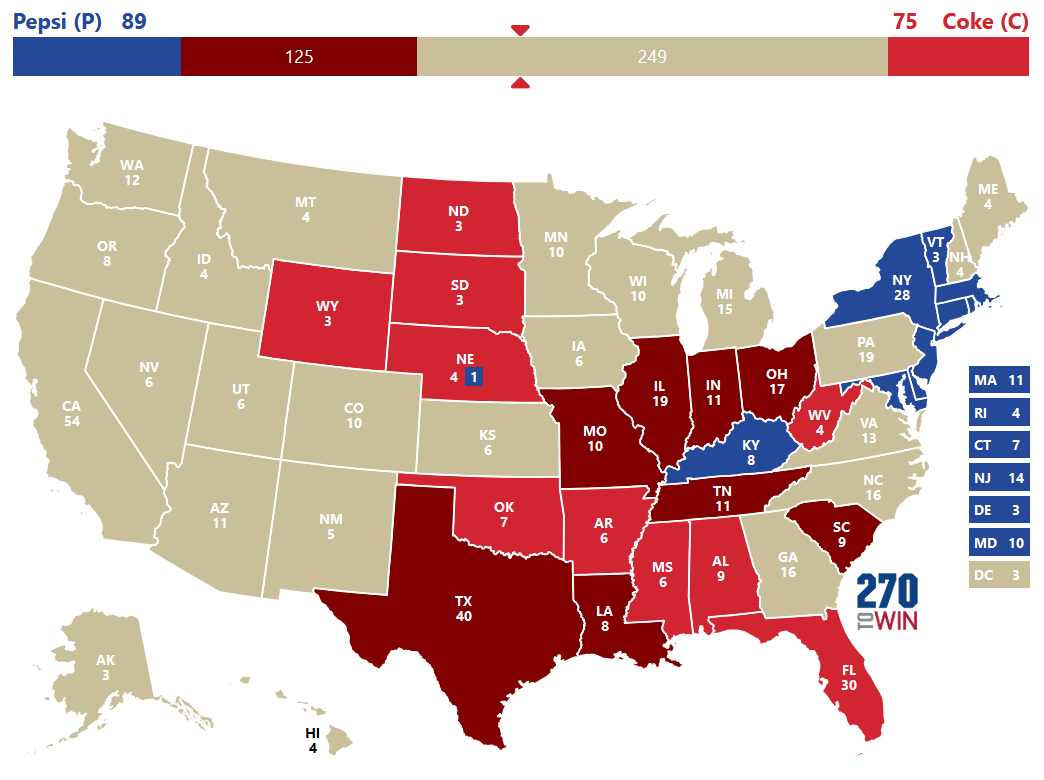 Pepsi (P) 89
75 Coke (C)
125
249
WA
12
OR
8
CA
54
NV
6
ID
4
MT
4
WY
3
UT
6
CO
10
AZ
11
NM
5
ND
3
SD
3
NE
4 1
KS
6
OK
7
TX
40
MN
10
IA
6
MO
10
AR
6
LA
8
WI
10
IL
19
MI
15
IN
11
OH
17
KY
8
TN
11
MS
6
AL
9
GA
16
FL
30
SC
9
NC
16
VA
13
WV
4
PA
19
NY
28
VT
3
NH
4
ME
4
MA 11
RI 4
CT 7
NJ 14
DE 3
MD 10
DC 3
AK
3
HI
4
270
TO WIN